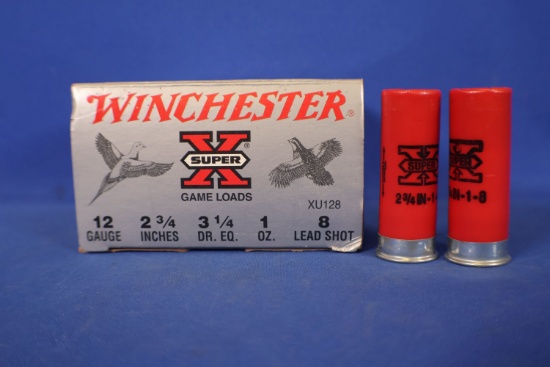 WINCHESTER®
X®
SUPER
GAME LOADS
XU128
12 2 3/4 3 1/4 1 8
GAUGE INCHES DR. EQ. OZ. LEAD SHOT
X
SUPER
2 3/4 IN-1-
X
SUPER
IN-1-8